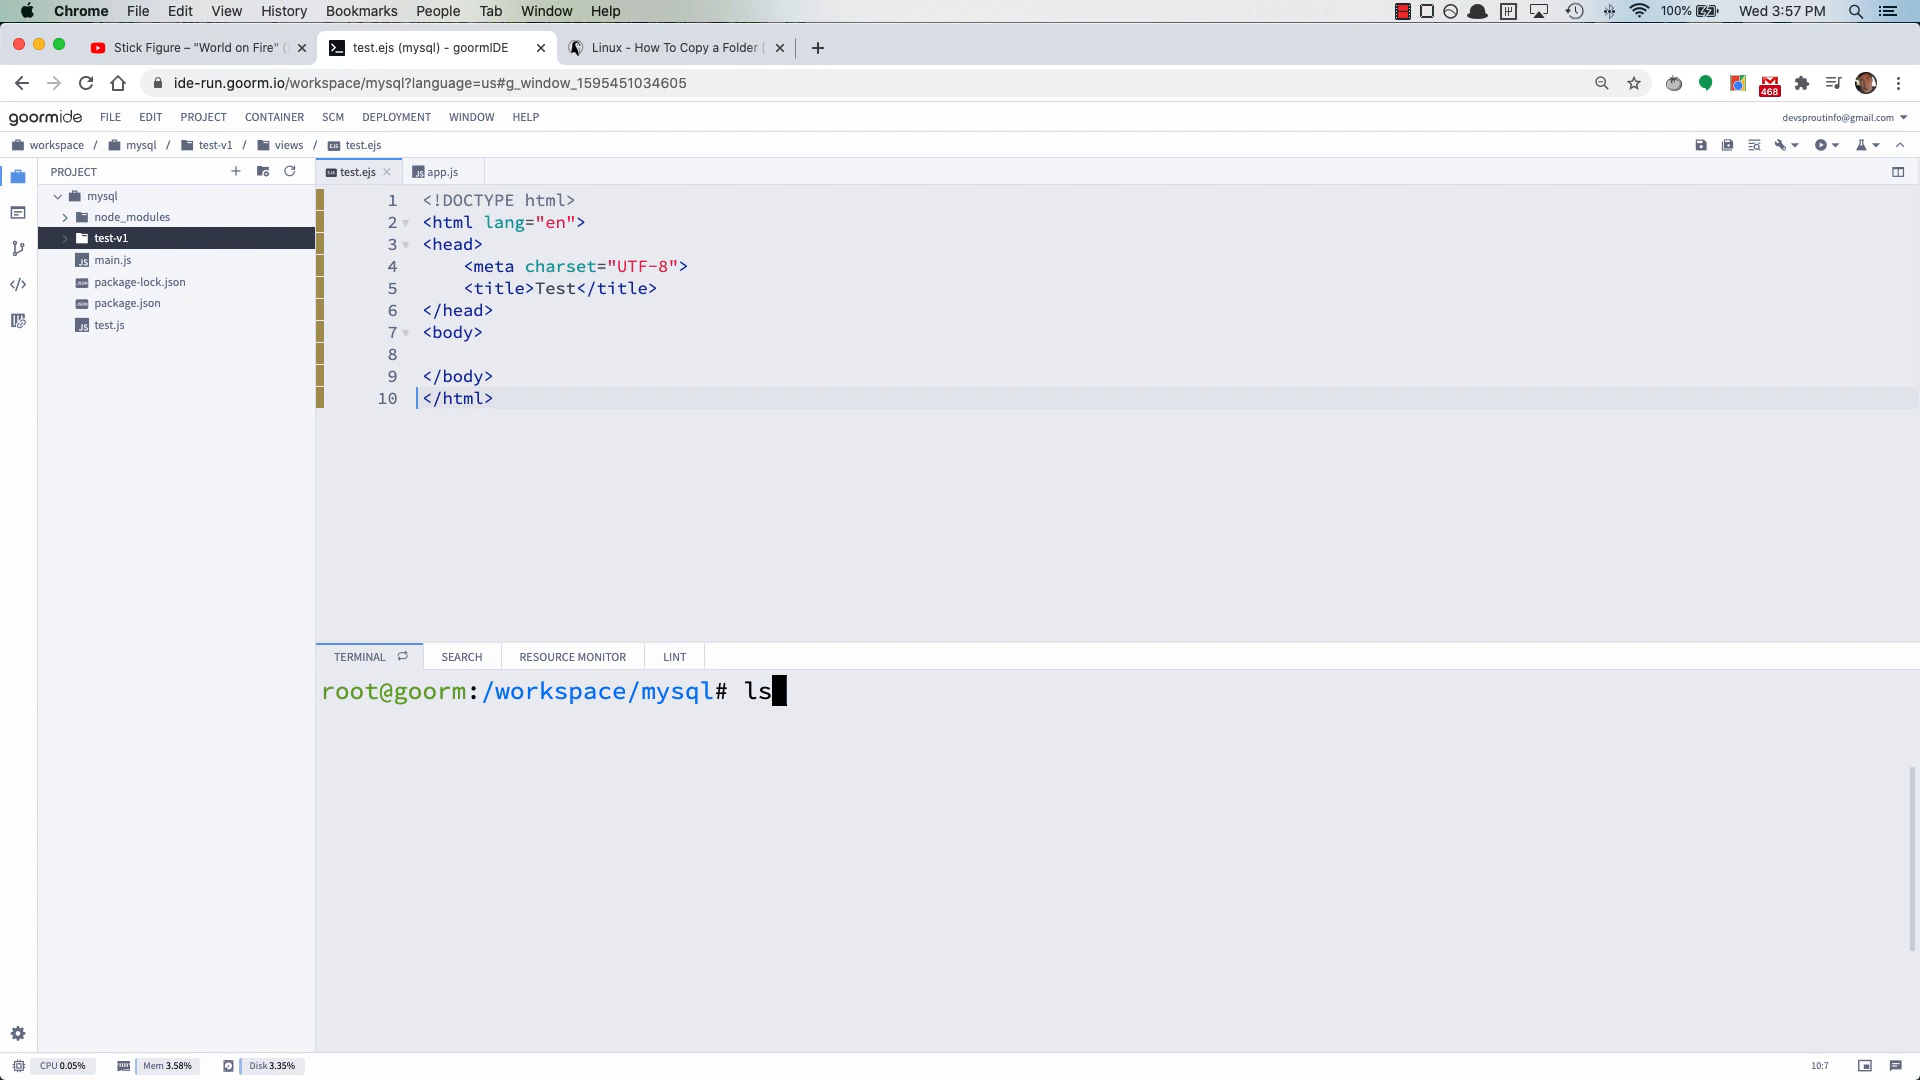 Chrome File Edit View History Bookmarks People Tab Window Help 100% Wed 3:57 PM
Stick Figure – "World on Fire" ( test.ejs (mysql) - goormIDE Linux - How To Copy a Folder [
ide-run.goorm.io/workspace/mysql?language=us#g_window_1595451034605 468
goormide FILE EDIT PROJECT CONTAINER SCM DEPLOYMENT WINDOW HELP devsproutinfo@gmail.com
workspace / mysql / test-v1 / views / test.ejs
PROJECT
mysql
node_modules
test-v1
main.js
package-lock.json
package.json
test.js
test.ejs app.js
1 <!DOCTYPE html>
2 <html lang="en">
3 <head>
4 <meta charset="UTF-8">
5 <title>Test</title>
6 </head>
7 <body>
8
9 </body>
10 </html>
TERMINAL SEARCH RESOURCE MONITOR LINT
root@goorm:/workspace/mysql# ls
CPU 0.05% Mem 3.58% Disk 3.35% 10:7